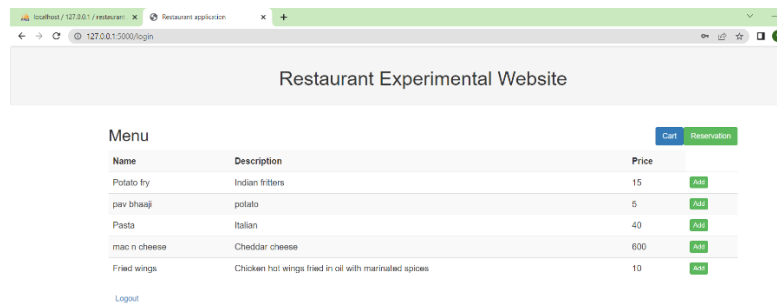 localhost / 127.0.0.1 / restaurant Restaurant application
127.0.0.1:5000/login
Restaurant Experimental Website
Menu Cart Reservation
Name Description Price
Potato fry Indian fritters 15 Add
pav bhaaji potato 5 Add
Pasta Italian 40 Add
mac n cheese Cheddar cheese 600 Add
Fried wings Chicken hot wings fried in oil with marinated spices 10 Add
Logout